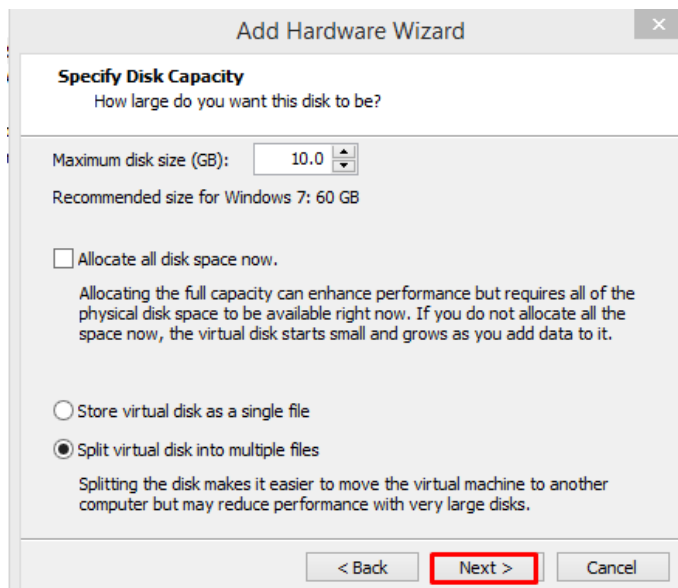 Add Hardware Wizard
Specify Disk Capacity
How large do you want this disk to be?
Maximum disk size (GB): 10.0
Recommended size for Windows 7: 60 GB
Allocate all disk space now.
Allocating the full capacity can enhance performance but requires all of the
physical disk space to be available right now. If you do not allocate all the
space now, the virtual disk starts small and grows as you add data to it.
Store virtual disk as a single file
Split virtual disk into multiple files
Splitting the disk makes it easier to move the virtual machine to another
computer but may reduce performance with very large disks.
< Back Next > Cancel